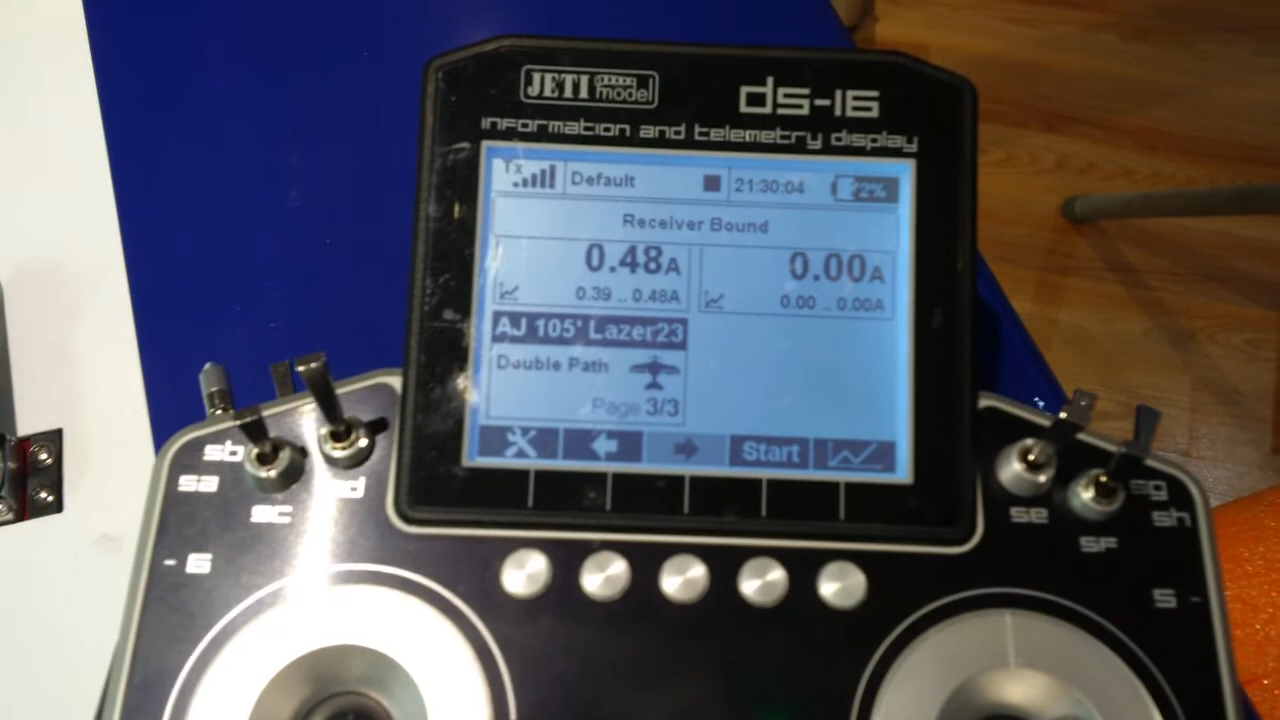 JETI model
ds-16
information and telemetry display
Tx Default 21:30:04 72%
Receiver Bound
0.48A 0.00A
0.39 .. 0.48A 0.00 .. 0.00A
AJ 105' Lazer23
Double Path
Page 3/3
Start
sb
sa
sd
sc
- 6
sg
se
sh
sF
5 -